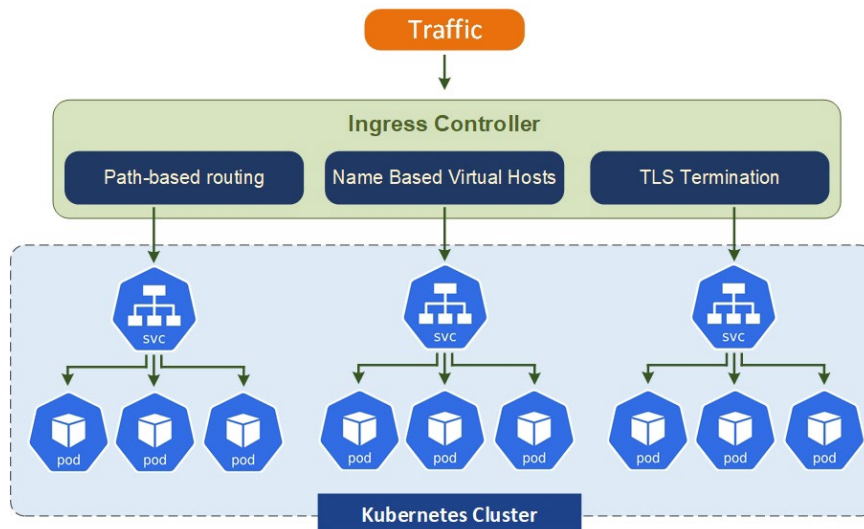 Traffic
Ingress Controller
Path-based routing
Name Based Virtual Hosts
TLS Termination
svc
svc
svc
pod
pod
pod
pod
pod
pod
pod
pod
pod
Kubernetes Cluster